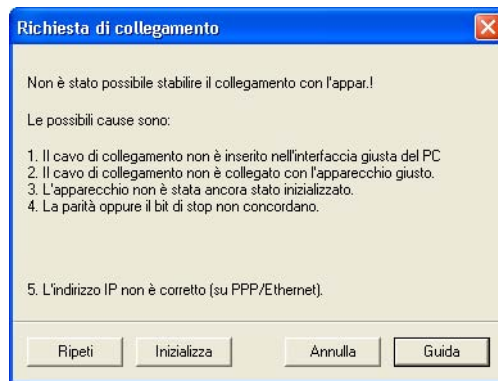 Richiesta di collegamento
Non è stato possibile stabilire il collegamento con l'appar.!
Le possibili cause sono:
1. Il cavo di collegamento non è inserito nell'interfaccia giusta del PC
2. Il cavo di collegamento non è collegato con l'apparecchio giusto.
3. L'apparecchio non è stata ancora stato inizializzato.
4. La parità oppure il bit di stop non concordano.
5. L'indirizzo IP non è corretto (su PPP/Ethernet).
Ripeti Inizializza Annulla Guida